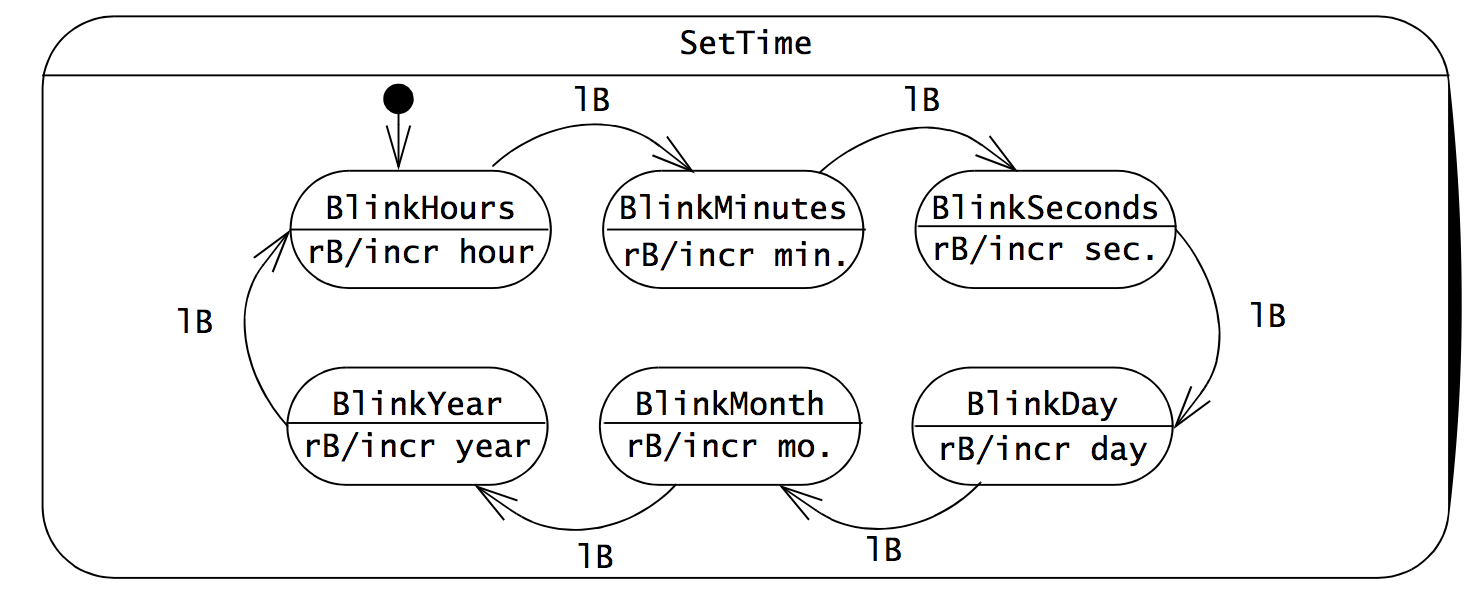 SetTime
lB
lB
BlinkHours
rB/incr hour
BlinkMinutes
rB/incr min.
BlinkSeconds
rB/incr sec.
lB
lB
BlinkYear
rB/incr year
BlinkMonth
rB/incr mo.
BlinkDay
rB/incr day
lB
lB